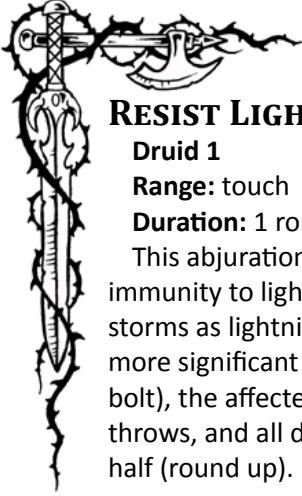 RESIST LIGH
Druid 1
Range: touch
Duration: 1 ro
This abjuration
immunity to light
storms as lightni
more significant
bolt), the affecte
throws, and all d
half (round up).